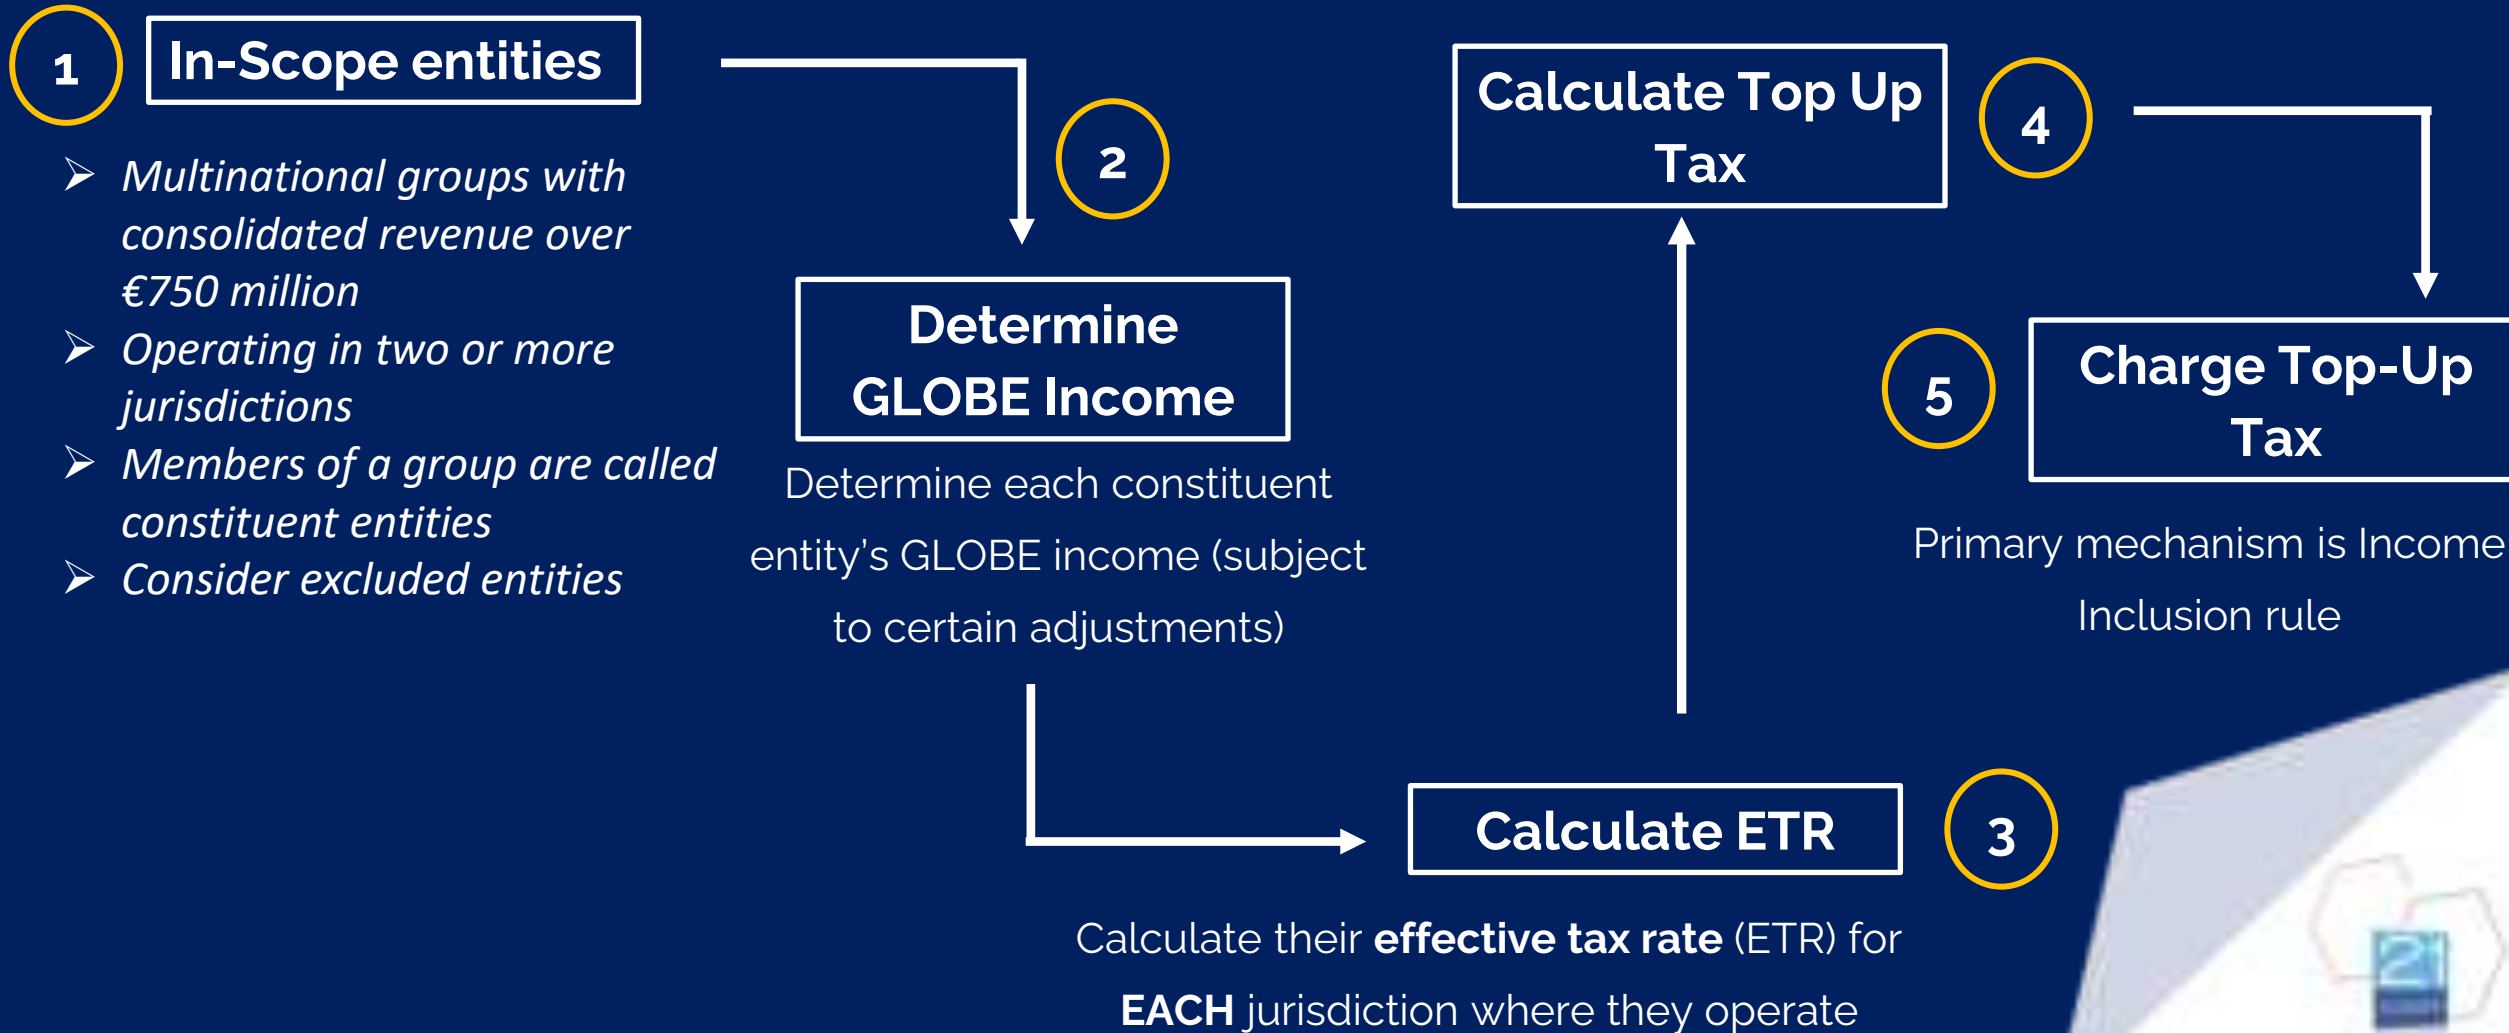 1
In-Scope entities
➢ Multinational groups with
consolidated revenue over
€750 million
➢ Operating in two or more
jurisdictions
➢ Members of a group are called
constituent entities
➢ Consider excluded entities
2
Determine
GLOBE Income
Determine each constituent
entity’s GLOBE income (subject
to certain adjustments)
Calculate ETR
3
Calculate their effective tax rate (ETR) for
EACH jurisdiction where they operate
Calculate Top Up
Tax
4
5
Charge Top-Up
Tax
Primary mechanism is Income
Inclusion rule